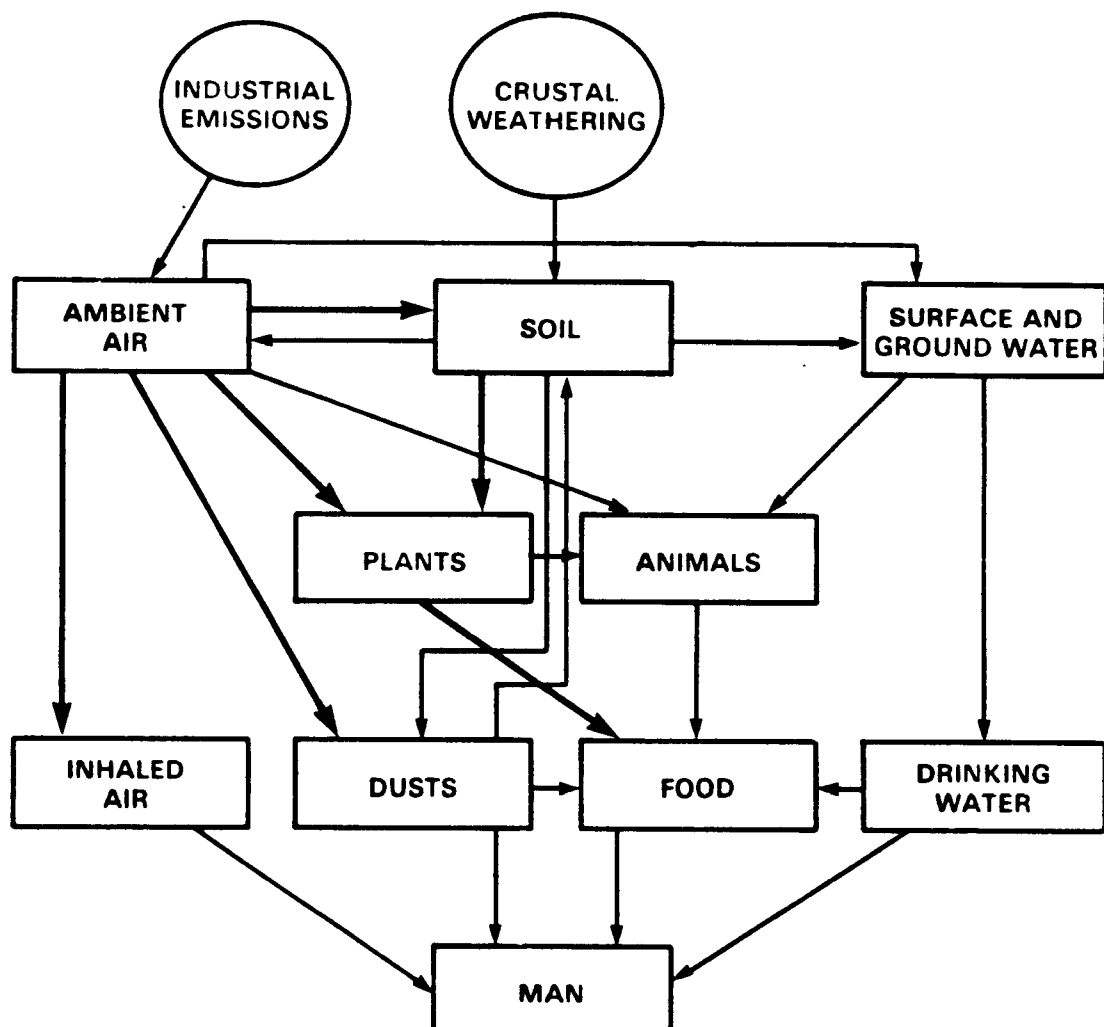 INDUSTRIAL
EMISSIONS
CRUSTAL
WEATHERING
AMBIENT
AIR
SOIL
SURFACE AND
GROUND WATER
PLANTS
ANIMALS
INHALED
AIR
DUSTS
FOOD
DRINKING
WATER
MAN